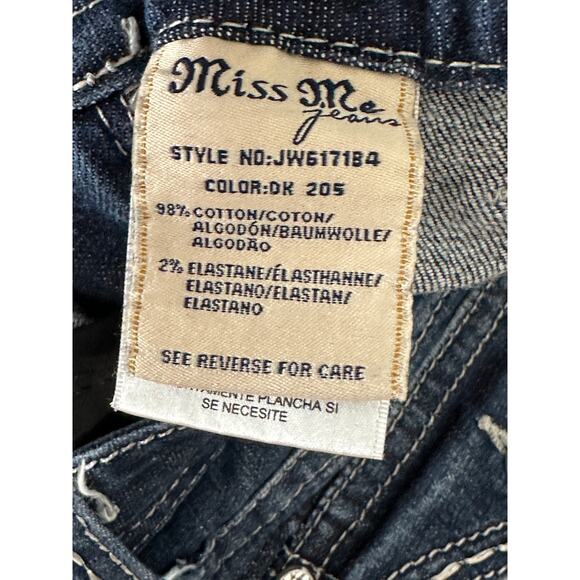 Miss Me
jeans
STYLE NO:JW6171B4
COLOR:DK 205
98% COTTON/COTON/
ALGODÓN/BAUMWOLLE/
ALGODÃO
2% ELASTANE/ÉLASTHANNE/
ELASTANO/ELASTAN/
ELASTANO
SEE REVERSE FOR CARE
PLANCHA SI
SE NECESITE